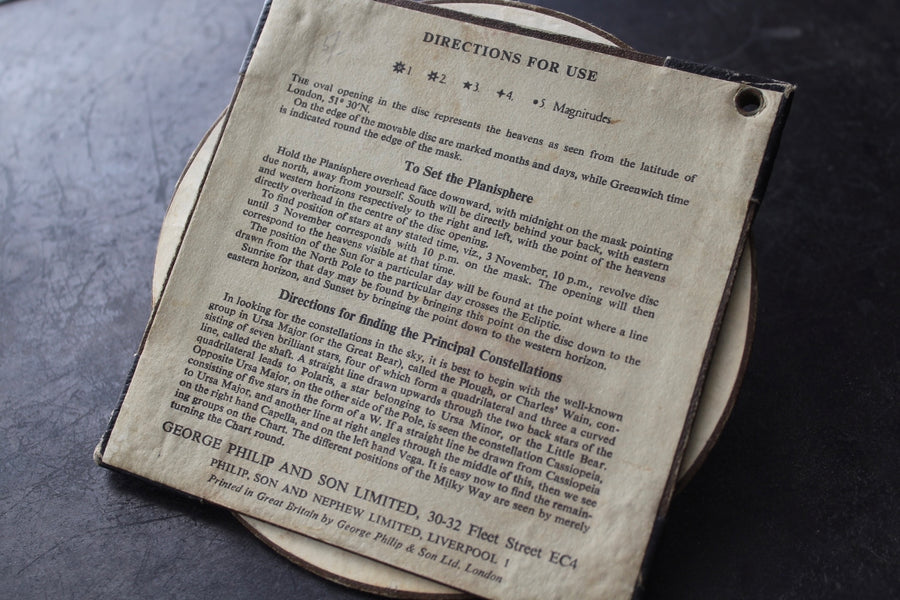 DIRECTIONS FOR USE
1 2. 3. 4. 5 Magnitudes.
THE oval opening in the disc represents the heavens as seen from the latitude of
London, 51° 30'N.
On the edge of the movable disc are marked months and days, while Greenwich time
is indicated round the edge of the mask.
To Set the Planisphere
Hold the Planisphere overhead face downward, with midnight on the mask pointing
due north, away from yourself. South will be directly behind your back, with eastern
and western horizons respectively to the right and left, with the point of the heavens
directly overhead in the centre of the disc opening.
To find position of stars at any stated time, viz., 3 November, 10 p.m., revolve disc
until 3 November corresponds with 10 p.m. on the mask. The opening will then
correspond to the heavens visible at that time.
The position of the Sun for a particular day will be found at the point where a line
drawn from the North Pole to the particular day crosses the Ecliptic.
Sunrise for that day may be found by bringing this point on the disc down to the
eastern horizon, and Sunset by bringing the point down to the western horizon.
Directions for finding the Principal Constellations
In looking for the constellations in the sky, it is best to begin with the well-known
group in Ursa Major (or the Great Bear), called the Plough, or Charles' Wain, con-
sisting of seven brilliant stars, four of which form a quadrilateral and three a curved
line, called the shaft. A straight line drawn upwards through the two back stars of the
quadrilateral leads to Polaris, a star belonging to Ursa Minor, or the Little Bear.
Opposite Ursa Major, on the other side of the Pole, is seen the constellation Cassiopeia,
consisting of five stars in the form of a W. If a straight line be drawn from Cassiopeia
to Ursa Major, and another line at right angles through the middle of this, then we see
on the right hand Capella, and on the left hand Vega. It is easy now to find the remain-
ing groups on the Chart. The different positions of the Milky Way are seen by merely
turning the Chart round.
GEORGE PHILIP AND SON LIMITED, 30-32 Fleet Street EC4
PHILIP, SON AND NEPHEW LIMITED, LIVERPOOL 1
Printed in Great Britain by George Philip & Son Ltd, London